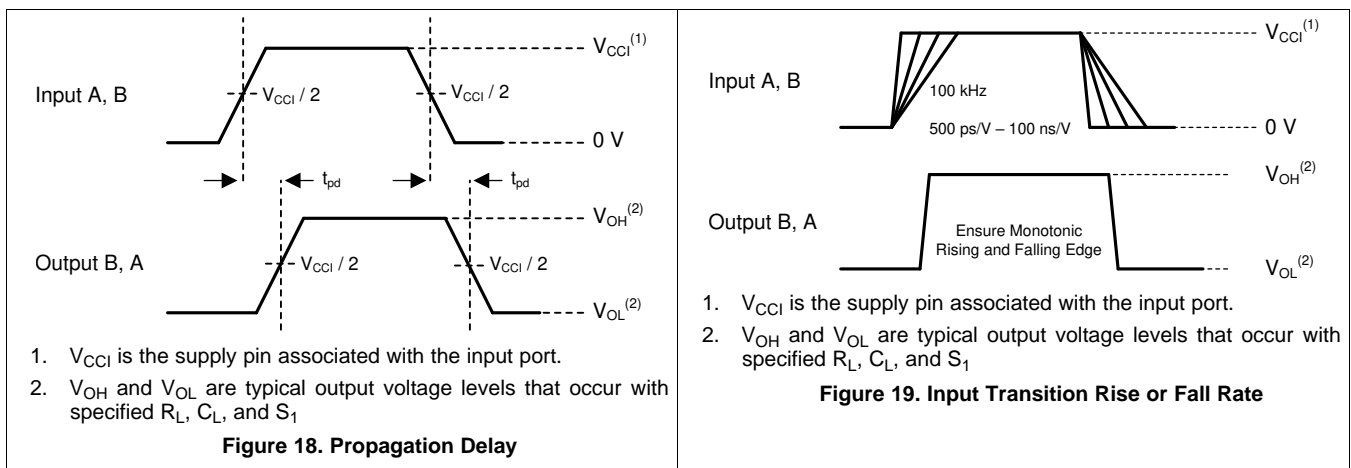 V_CCI^(1)
Input A, B
V_CCI / 2
V_CCI / 2
0 V
t_pd
t_pd
V_OH^(2)
Output B, A
V_CCI / 2
V_CCI / 2
V_OL^(2)
1. V_CCI is the supply pin associated with the input port.
2. V_OH and V_OL are typical output voltage levels that occur with
specified R_L, C_L, and S_1
Figure 18. Propagation Delay
V_CCI^(1)
Input A, B
100 kHz
500 ps/V – 100 ns/V
0 V
V_OH^(2)
Output B, A
Ensure Monotonic
Rising and Falling Edge
V_OL^(2)
1. V_CCI is the supply pin associated with the input port.
2. V_OH and V_OL are typical output voltage levels that occur with
specified R_L, C_L, and S_1
Figure 19. Input Transition Rise or Fall Rate